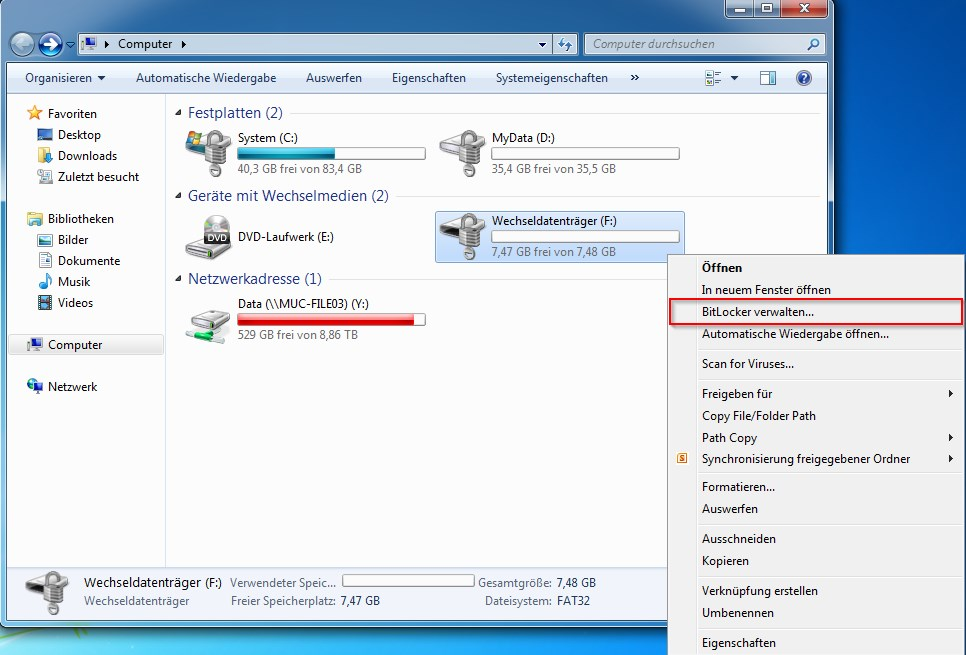 Computer
Computer durchsuchen
Organisieren Automatische Wiedergabe Auswerfen Eigenschaften Systemeigenschaften »
Favoriten
Desktop
Downloads
Zuletzt besucht
Bibliotheken
Bilder
Dokumente
Musik
Videos
Computer
Netzwerk
Festplatten (2)
System (C:)
40,3 GB frei von 83,4 GB
MyData (D:)
35,4 GB frei von 35,5 GB
Geräte mit Wechselmedien (2)
DVD
DVD-Laufwerk (E:)
Wechseldatenträger (F:)
7,47 GB frei von 7,48 GB
Netzwerkadresse (1)
Data (\\MUC-FILE03) (Y:)
529 GB frei von 8,86 TB
Öffnen
In neuem Fenster öffnen
BitLocker verwalten...
Automatische Wiedergabe öffnen...
Scan for Viruses...
Freigeben für
Copy File/Folder Path
Path Copy
S Synchronisierung freigegebener Ordner
Formatieren...
Auswerfen
Ausschneiden
Kopieren
Verknüpfung erstellen
Umbenennen
Eigenschaften
Wechseldatenträger (F:) Verwendeter Speic... Gesamtgröße: 7,48 GB
Wechseldatenträger Freier Speicherplatz: 7,47 GB Dateisystem: FAT32